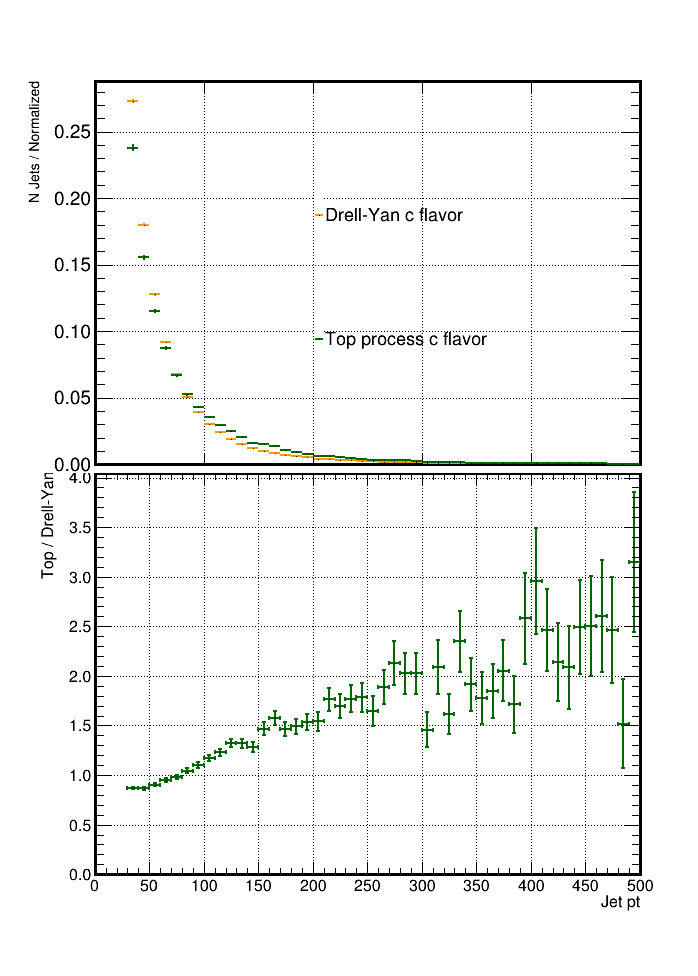 N Jets / Normalized
0.25
0.20
0.15
0.10
0.05
0.00
Drell-Yan c flavor
Top process c flavor
Top / Drell-Yan
4.0
3.5
3.0
2.5
2.0
1.5
1.0
0.5
0.0
0 50 100 150 200 250 300 350 400 450 500
Jet pt